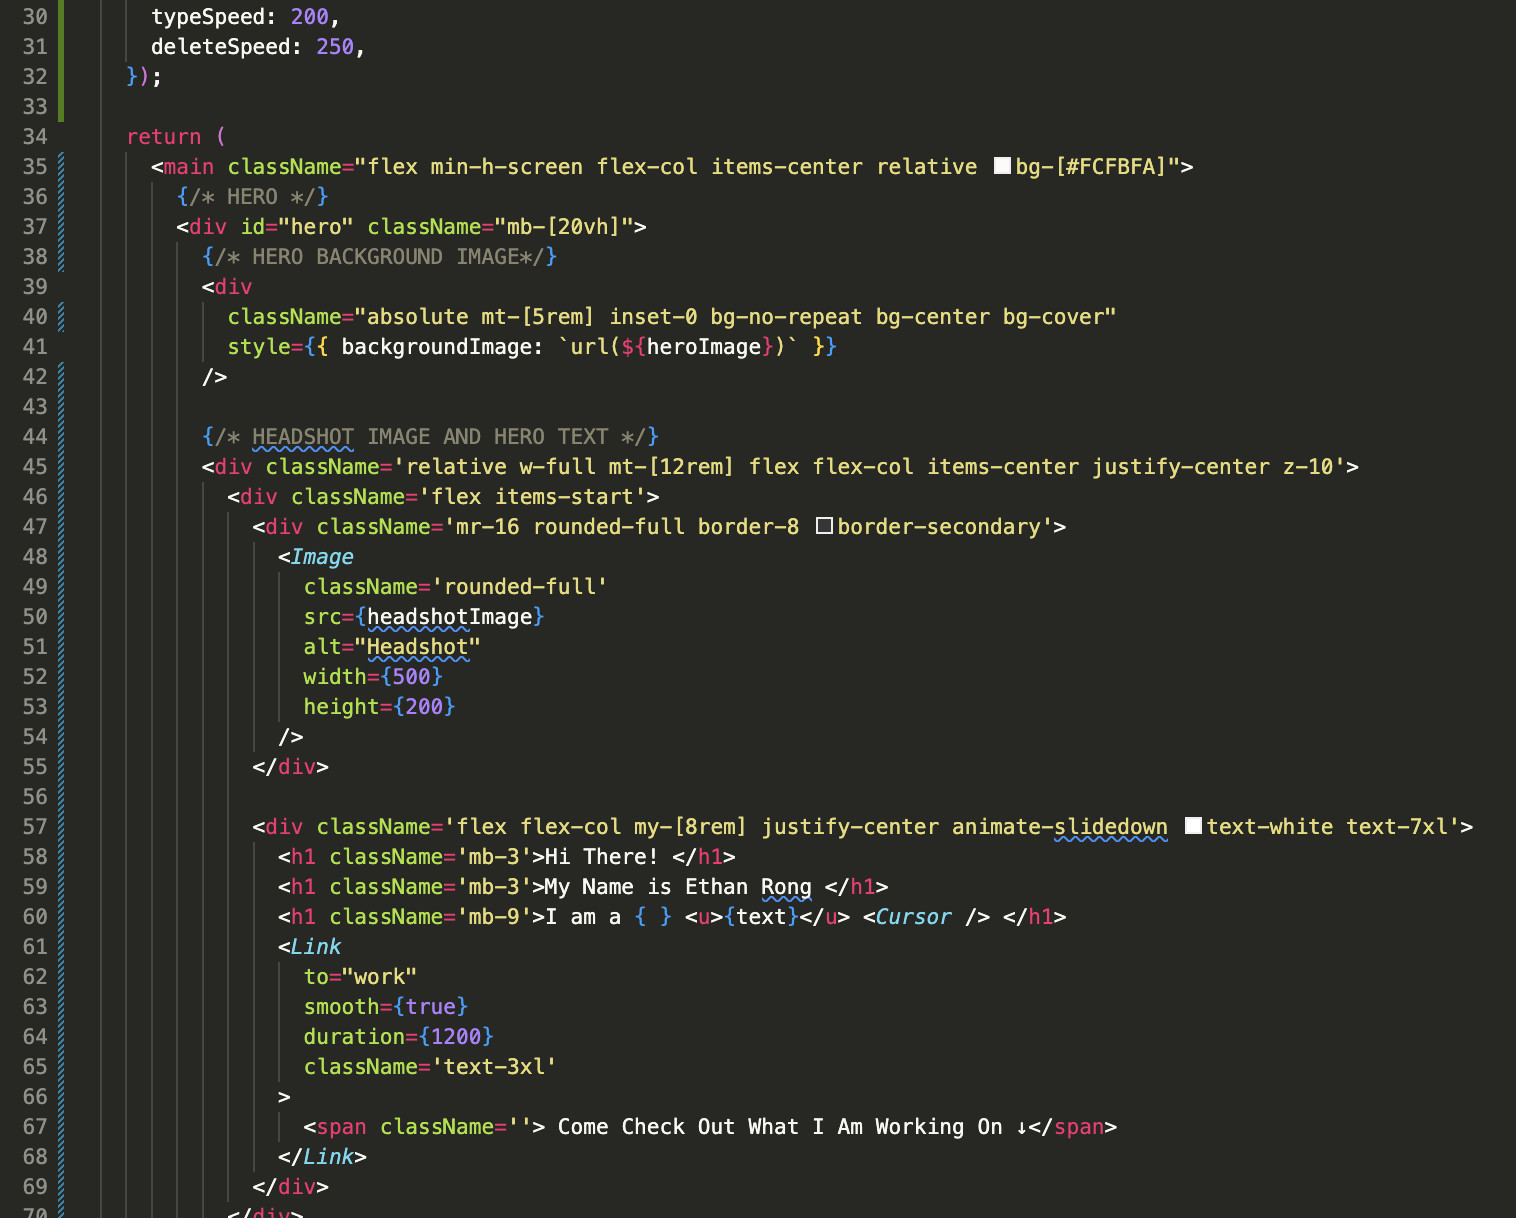 30 typeSpeed: 200,
31 deleteSpeed: 250,
32 });
33
34 return (
35 <main className="flex min-h-screen flex-col items-center relative bg-[#FCFBFA]">
36 {/* HERO */}
37 <div id="hero" className="mb-[20vh]">
38 {/* HERO BACKGROUND IMAGE*/}
39 <div
40 className="absolute mt-[5rem] inset-0 bg-no-repeat bg-center bg-cover"
41 style={{ backgroundImage: `url(${heroImage})` }}
42 />
43
44 {/* HEADSHOT IMAGE AND HERO TEXT */}
45 <div className='relative w-full mt-[12rem] flex flex-col items-center justify-center z-10'>
46 <div className='flex items-start'>
47 <div className='mr-16 rounded-full border-8 border-secondary'>
48 <Image
49 className='rounded-full'
50 src={headshotImage}
51 alt="Headshot"
52 width={500}
53 height={200}
54 />
55 </div>
56
57 <div className='flex flex-col my-[8rem] justify-center animate-slidedown text-white text-7xl'>
58 <h1 className='mb-3'>Hi There! </h1>
59 <h1 className='mb-3'>My Name is Ethan Rong </h1>
60 <h1 className='mb-9'>I am a { } <u>{text}</u> <Cursor /> </h1>
61 <Link
62 to="work"
63 smooth={true}
64 duration={1200}
65 className='text-3xl'
66 >
67 <span className=''> Come Check Out What I Am Working On ↓</span>
68 </Link>
69 </div>
70 </div>